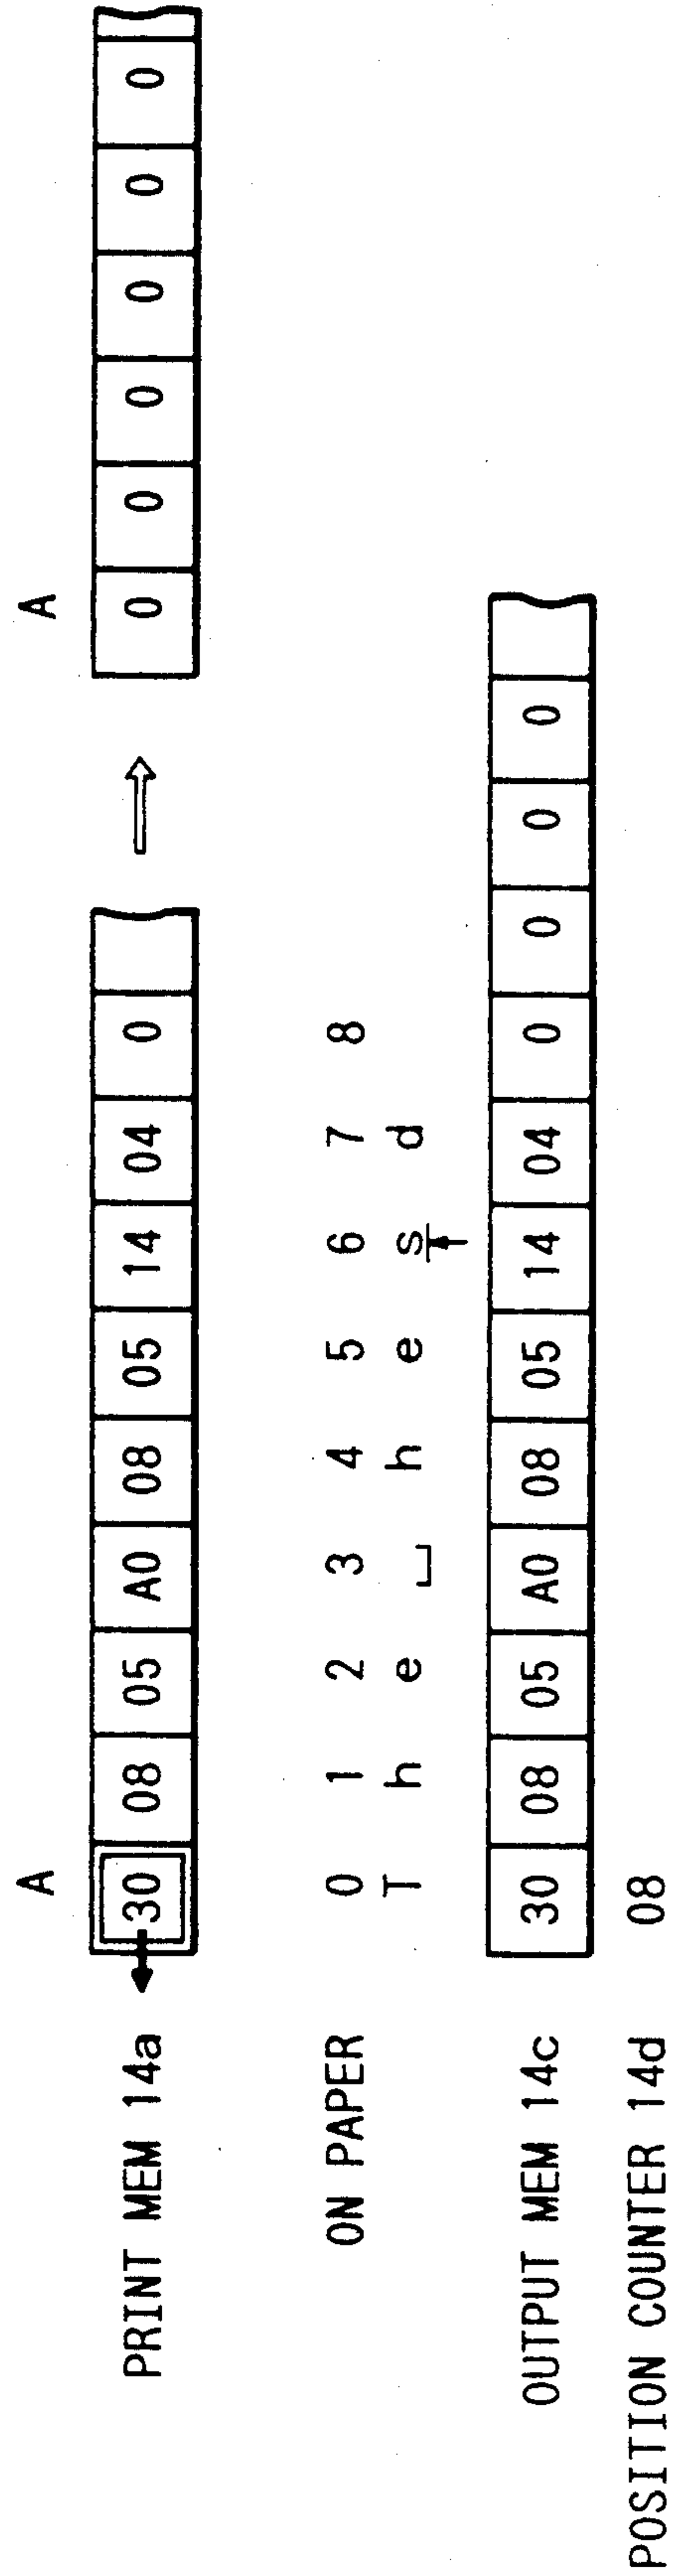 A A
PRINT MEM 14a 30 08 05 A0 08 05 14 04 0 ⇒ 0 0 0 0 0 0
0 1 2 3 4 5 6 7 8
ON PAPER T h e ␣ h e s d
OUTPUT MEM 14c 30 08 05 A0 08 05 14 04 0 0 0 0
POSITION COUNTER 14d 08